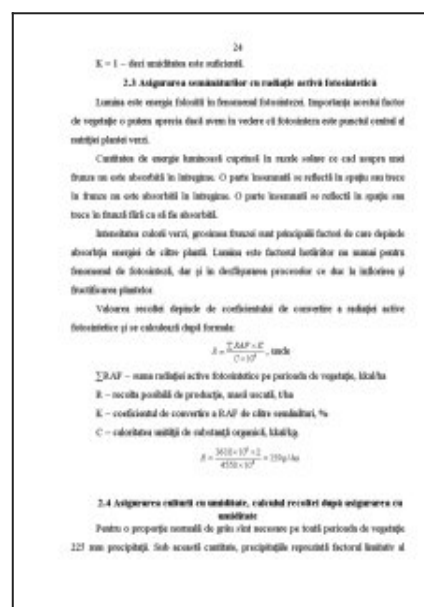 24
K = 1 – deci umiditatea este suficientă.
2.3 Asigurarea semănăturilor cu radiație activă fotosintetică
Lumina este energia folosită în fenomenul fotosintezei. Importanța acestui factor
de vegetație o putem aprecia dacă avem în vedere că fotosinteza este punctul central al
nutriției plantei verzi.
Cantitatea de energie luminoasă cuprinsă în razele solare ce cad asupra unei
frunze nu este absorbită în întregime. O parte însemnată se reflectă în spațiu sau trece
în frunze nu este absorbită în întregime. O parte însemnată se reflectă în spațiu sau
trece în frunză fără ca să fie absorbită.
Intensitatea culorii verzi, grosimea frunzei sunt principalii factori de care depinde
absorbția energiei de către plantă. Lumina este factorul hotărâtor nu numai pentru
fenomenul de fotosinteză, dar și în desfășurarea proceselor ce duc la înflorirea și
fructificarea plantelor.
Valoarea recoltei depinde de coeficientul de convertire a radiației active
fotosintetice și se calculează după formula:
R = ∑RAF × K / C × 10⁴, unde
∑RAF – suma radiației active fotosintetice pe perioada de vegetație, kkal/ha
R – recolta posibilă de producție, masă uscată, t/ha
K – coeficientul de convertire a RAF de către semănături, %
C – caloritatea unității de substanță organică, kkal/kg.
2.4 Asigurarea culturii cu umiditate, calculul recoltei după asigurarea cu
umiditate
Pentru o proporție normală de grâu sînt necesare pe toată perioada de vegetație
225 mm precipitații. Sub această cantitate, precipitațiile reprezintă factorul limitativ al